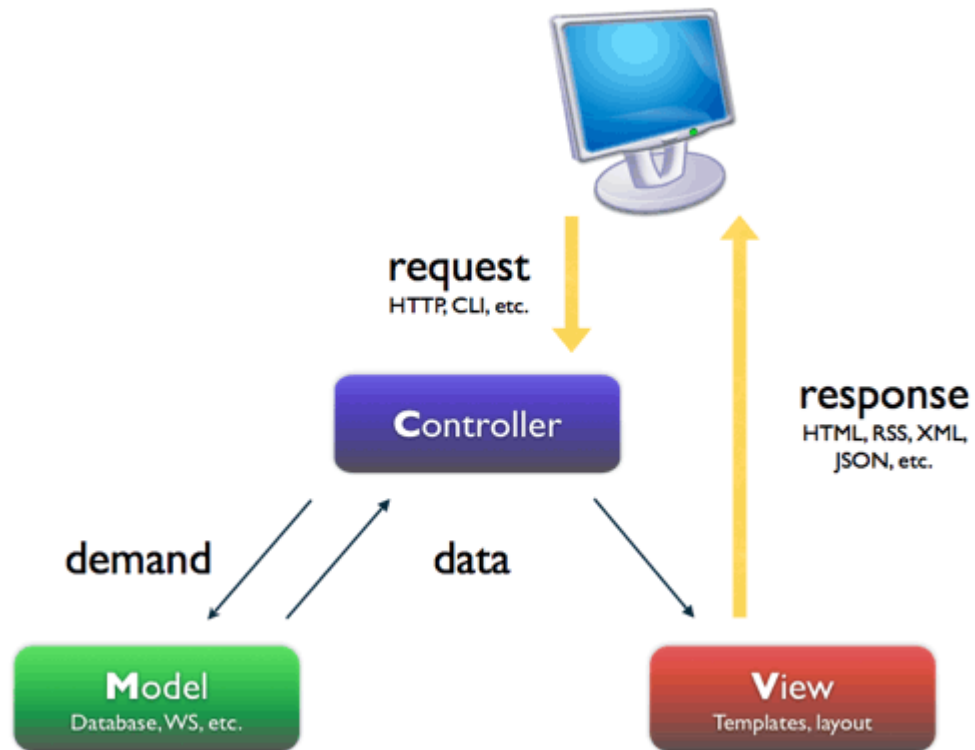 request
HTTP, CLI, etc.
Controller
response
HTML, RSS, XML,
JSON, etc.
demand
data
Model
Database, WS, etc.
View
Templates, layout